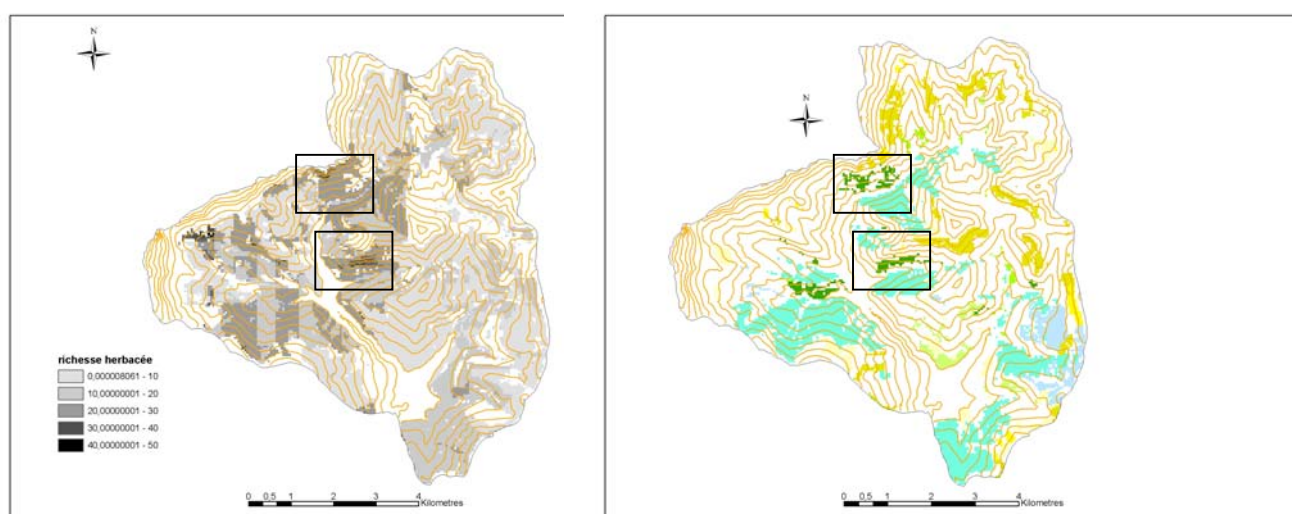 N
richesse herbacée
0,000008061 - 10
10,00000001 - 20
20,00000001 - 30
30,00000001 - 40
40,00000001 - 50
0 0,5 1 2 3 4
Kilometres
N
0 0,5 1 2 3 4
Kilometres